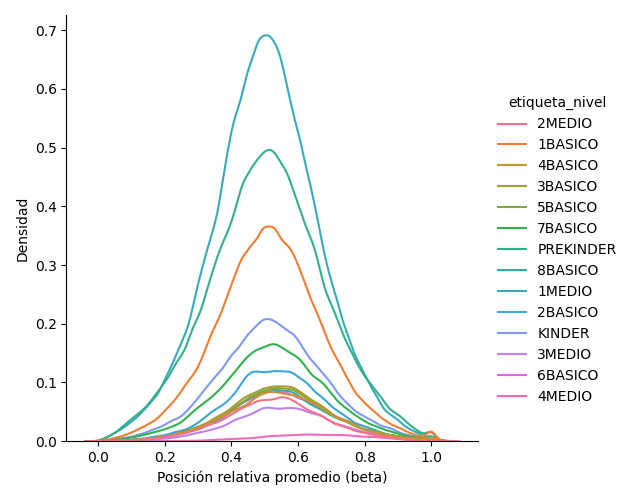 0.7
0.6
0.5
0.4
0.3
0.2
0.1
0.0
Densidad
0.0 0.2 0.4 0.6 0.8 1.0
Posición relativa promedio (beta)
etiqueta_nivel
2MEDIO
1BASICO
4BASICO
3BASICO
5BASICO
7BASICO
PREKINDER
8BASICO
1MEDIO
2BASICO
KINDER
3MEDIO
6BASICO
4MEDIO